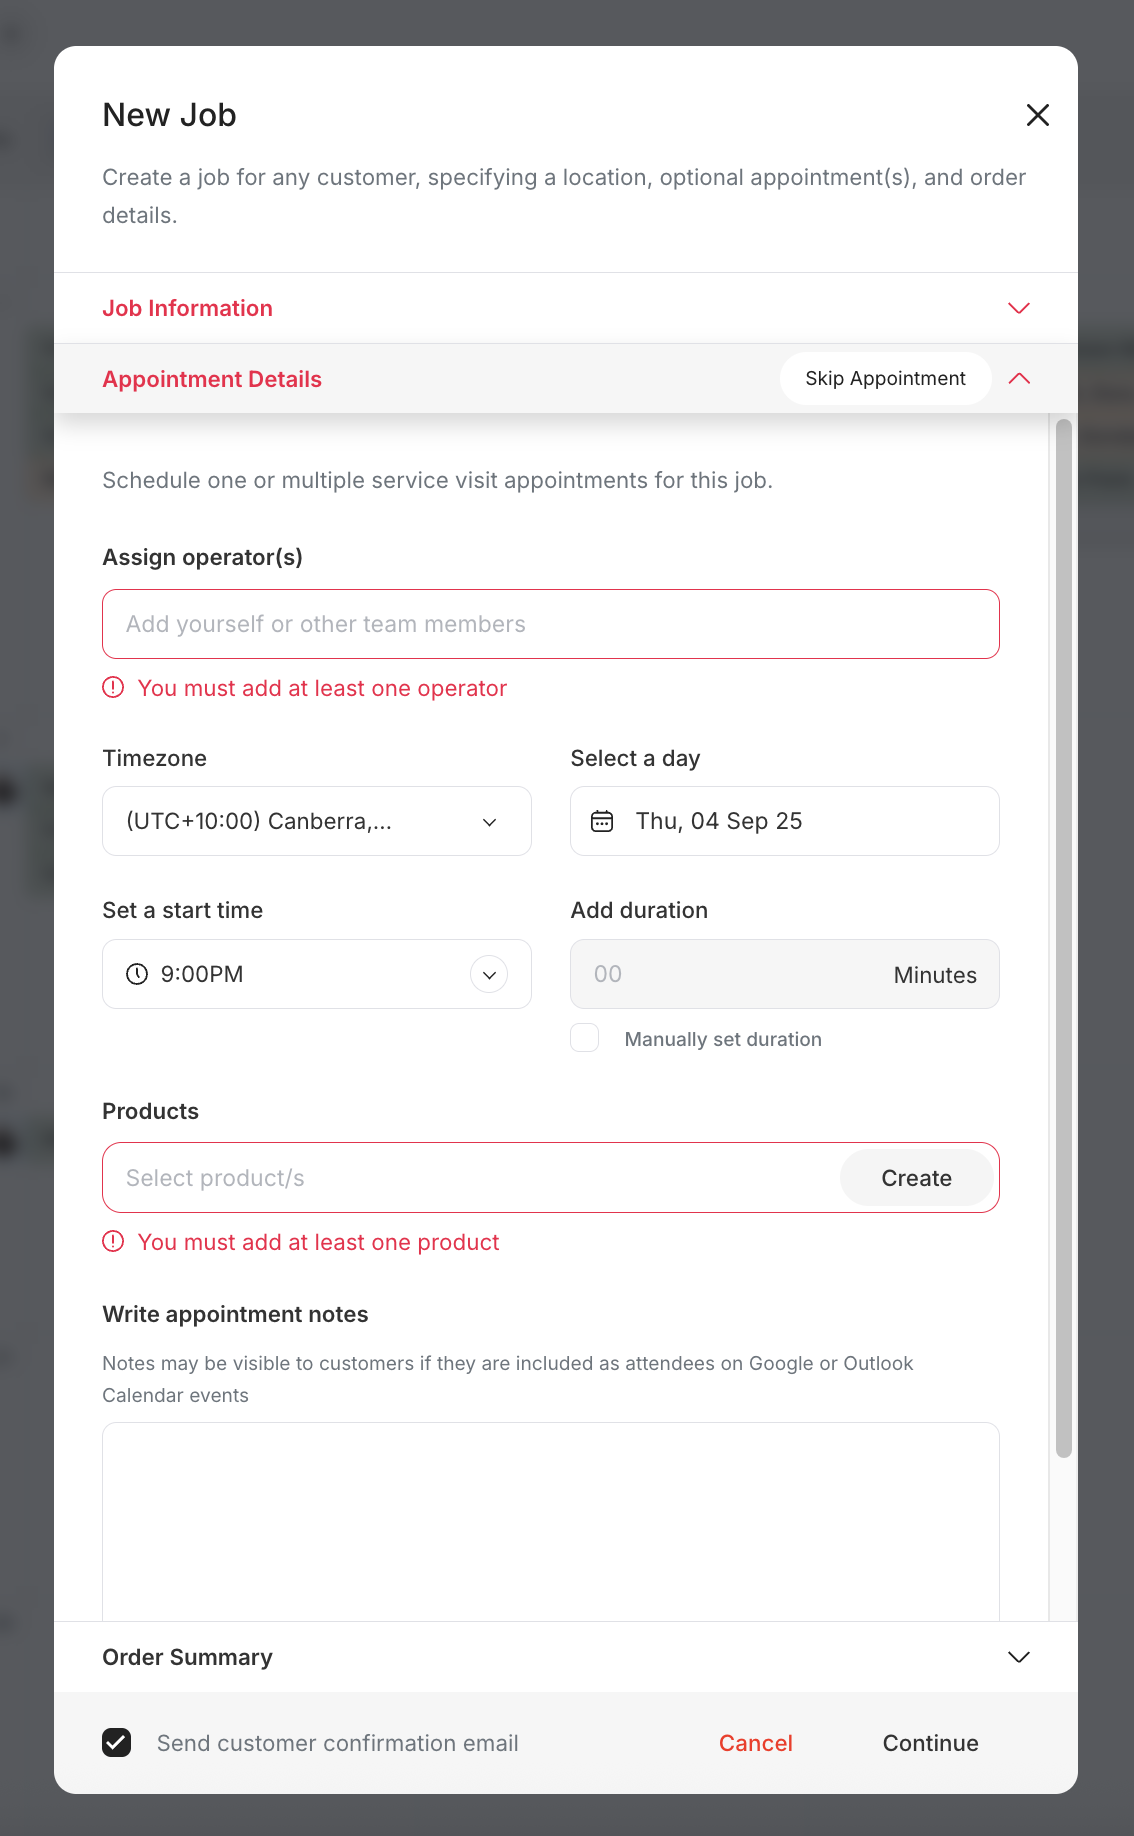 New Job
Create a job for any customer, specifying a location, optional appointment(s), and order
details.
Job Information
Appointment Details
Skip Appointment
Schedule one or multiple service visit appointments for this job.
Assign operator(s)
Add yourself or other team members
You must add at least one operator
Timezone
Select a day
(UTC+10:00) Canberra,...
Thu, 04 Sep 25
Set a start time
Add duration
9:00PM
00
Minutes
Manually set duration
Products
Select product/s
Create
You must add at least one product
Write appointment notes
Notes may be visible to customers if they are included as attendees on Google or Outlook
Calendar events
Order Summary
Send customer confirmation email
Cancel
Continue